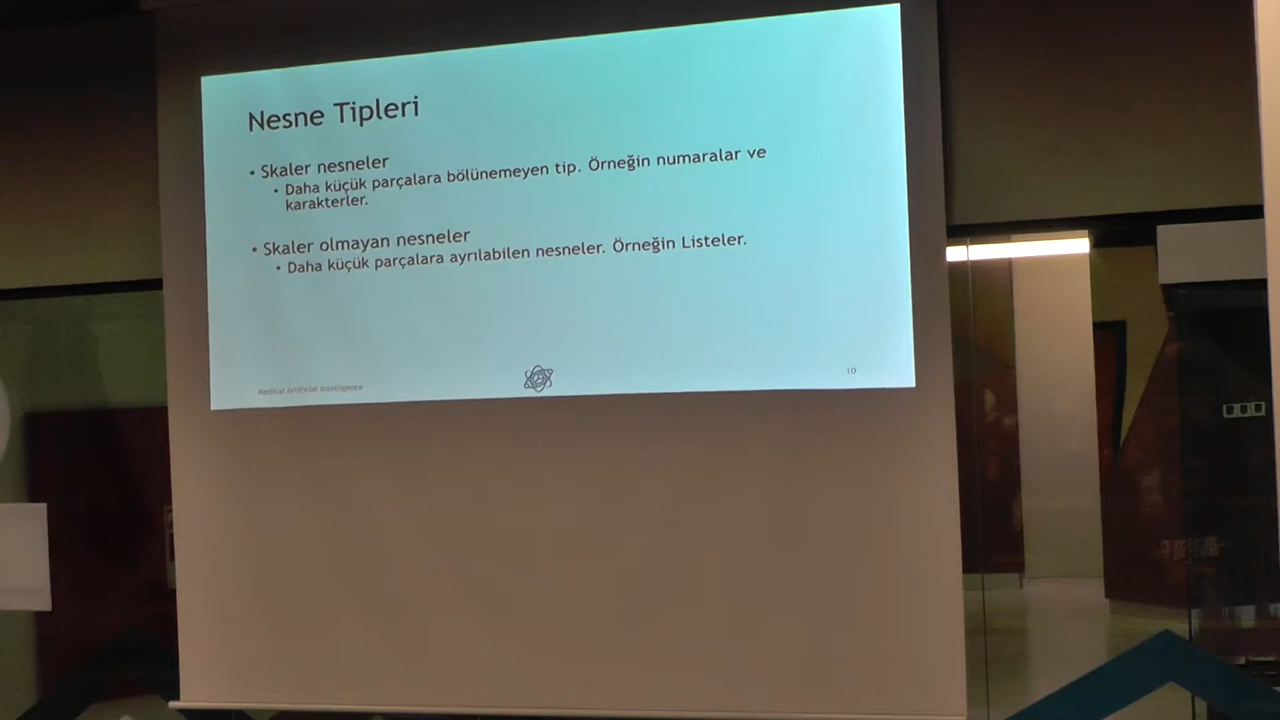 Nesne Tipleri
• Skaler nesneler
• Daha küçük parçalara bölünemeyen tip. Örneğin numaralar ve
karakterler.
• Skaler olmayan nesneler
• Daha küçük parçalara ayrılabilen nesneler. Örneğin Listeler.
Medical Artificial Intelligence
10